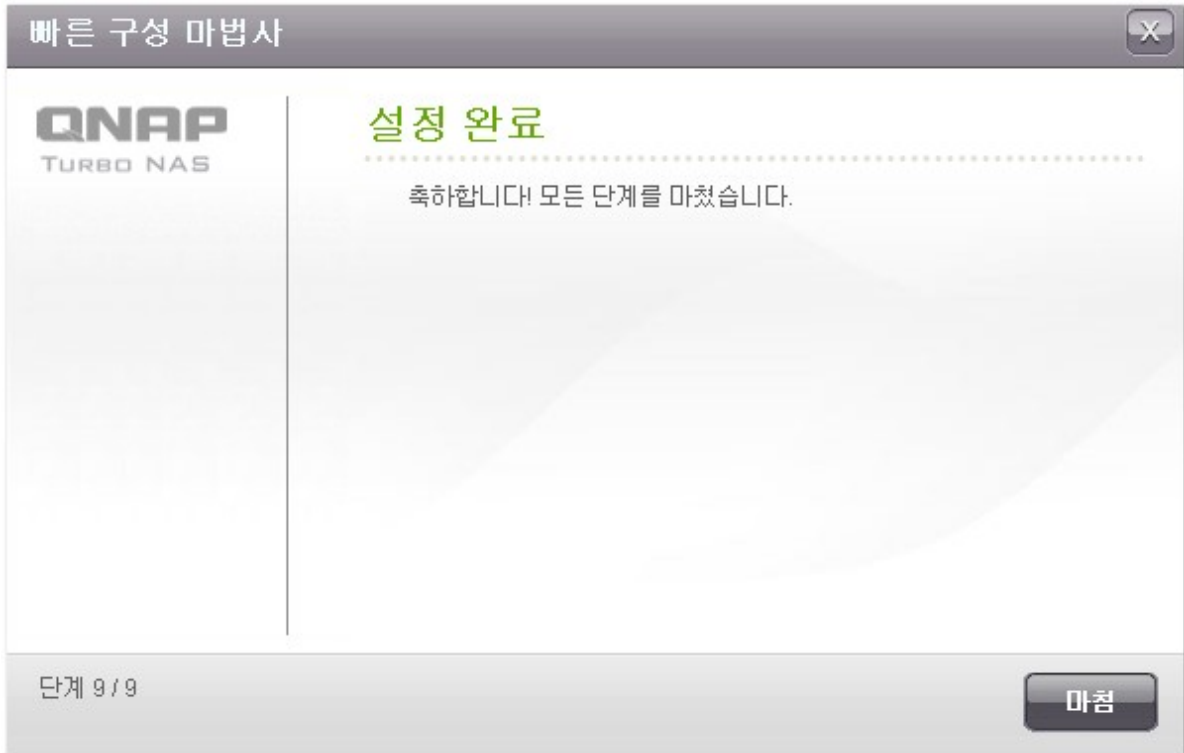 빠른 구성 마법사
X
QNAP
TURBO NAS
설정 완료
축하합니다! 모든 단계를 마쳤습니다.
단계 9 / 9
마침